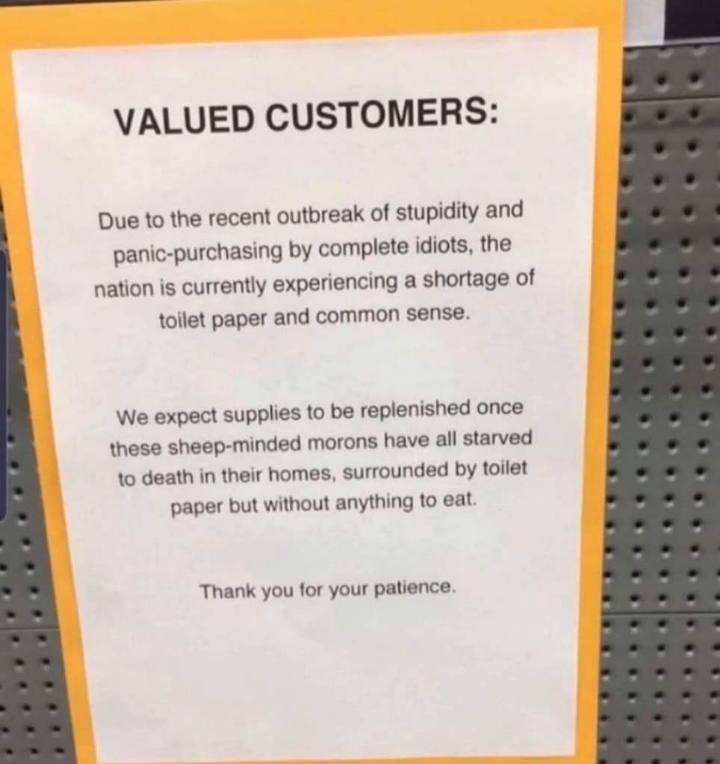 VALUED CUSTOMERS:
Due to the recent outbreak of stupidity and
panic-purchasing by complete idiots, the
nation is currently experiencing a shortage of
toilet paper and common sense.
We expect supplies to be replenished once
these sheep-minded morons have all starved
to death in their homes, surrounded by toilet
paper but without anything to eat.
Thank you for your patience.